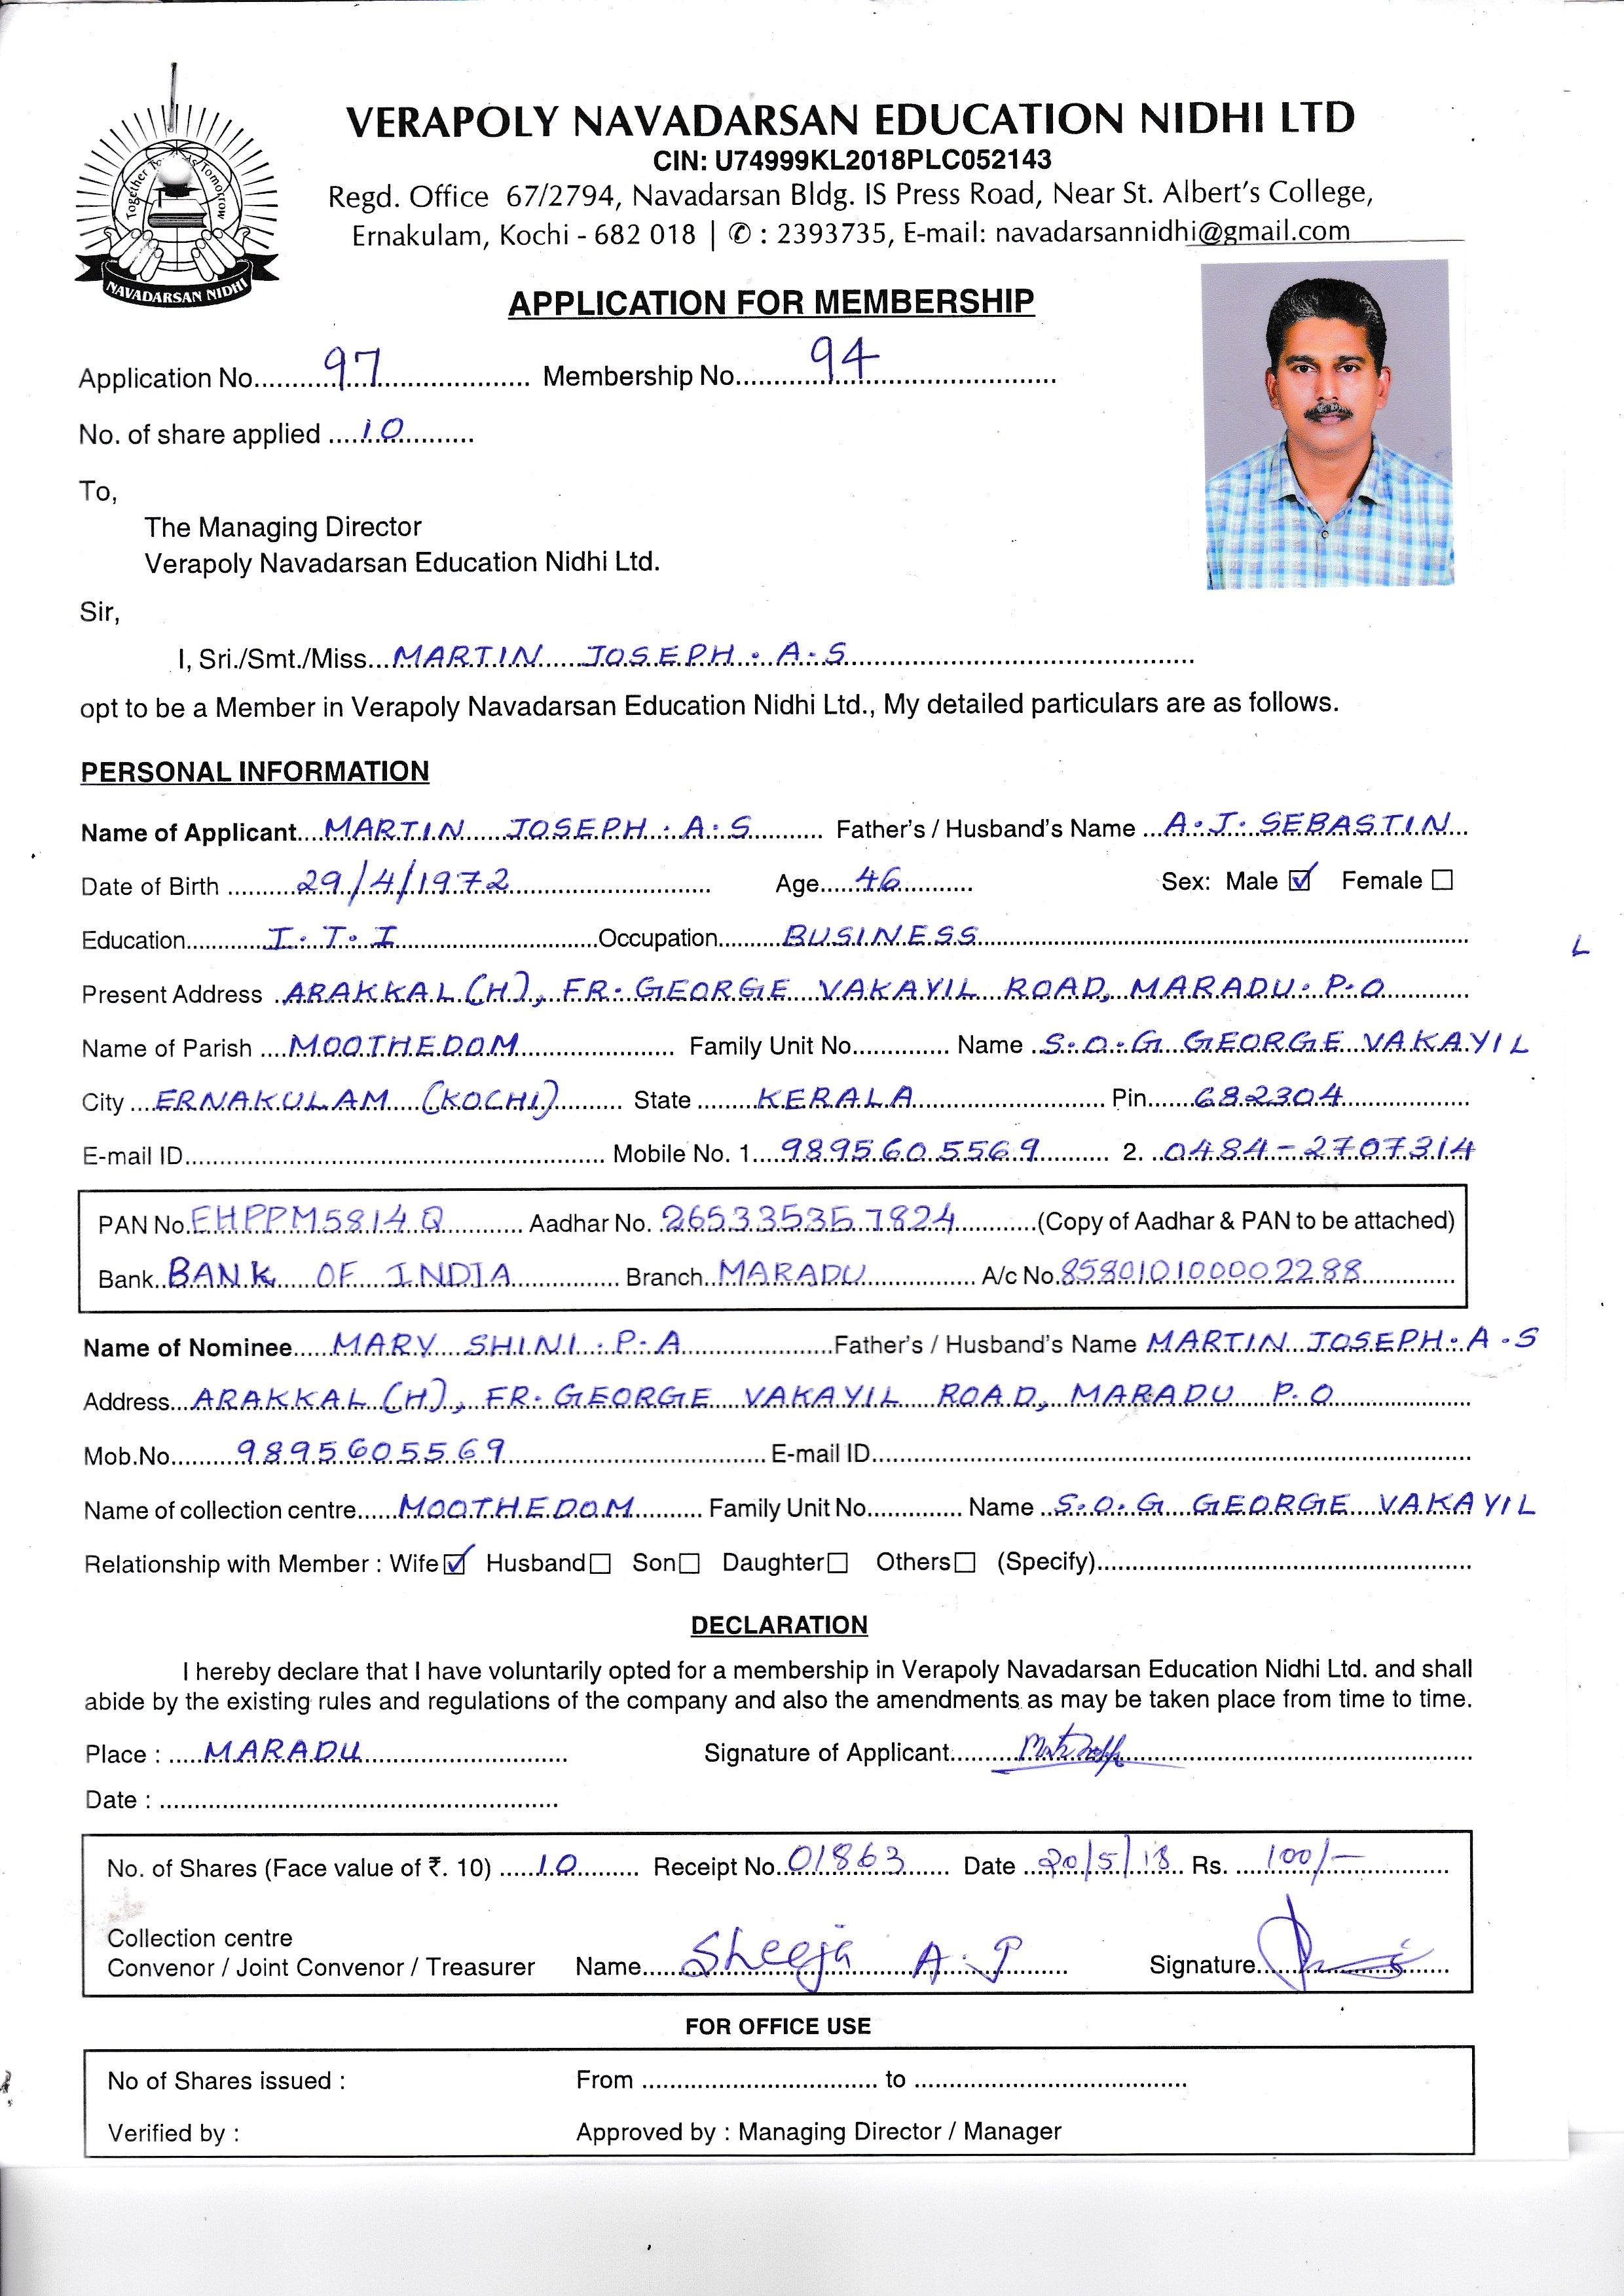 VERAPOLY NAVADARSAN EDUCATION NIDHI LTD
CIN: U74999KL2018PLC052143
Regd. Office 67/2794, Navadarsan Bldg. IS Press Road, Near St. Albert's College,
Ernakulam, Kochi - 682 018 | ✆ : 2393735, E-mail: navadarsannidhi@gmail.com
NAVADARSAN NIDHI
APPLICATION FOR MEMBERSHIP
Application No. 97 Membership No. 94
No. of share applied 10
To,
The Managing Director
Verapoly Navadarsan Education Nidhi Ltd.
Sir,
I, Sri./Smt./Miss MARTIN JOSEPH . A.S
opt to be a Member in Verapoly Navadarsan Education Nidhi Ltd., My detailed particulars are as follows.
PERSONAL INFORMATION
Name of Applicant MARTIN JOSEPH . A.S Father's / Husband's Name A.J. SEBASTIN
Date of Birth 29/4/1972 Age 46 Sex: Male ☑ Female ☐
Education I.T.I Occupation BUSINESS
L
Present Address ARAKKAL (H), FR. GEORGE VAKAYIL ROAD, MARADU. P.O
Name of Parish MOOTHEDOM Family Unit No. Name S.O.G GEORGE VAKAYIL
City ERNAKULAM (KOCHI) State KERALA Pin 682304
E-mail ID Mobile No. 1. 9895605569 2. 0484-2707314
PAN No. EHPPM5814Q Aadhar No. 265335357824 (Copy of Aadhar & PAN to be attached)
Bank BANK OF INDIA Branch MARADU A/c No. 858010100002288
Name of Nominee MARY SHINI . P.A Father's / Husband's Name MARTIN JOSEPH. A.S
Address ARAKKAL (H), FR. GEORGE VAKAYIL ROAD, MARADU P.O
Mob.No. 9895605569 E-mail ID
Name of collection centre MOOTHEDOM Family Unit No. Name S.O.G GEORGE VAKAYIL
Relationship with Member : Wife ☑ Husband ☐ Son ☐ Daughter ☐ Others ☐ (Specify)
DECLARATION
I hereby declare that I have voluntarily opted for a membership in Verapoly Navadarsan Education Nidhi Ltd. and shall
abide by the existing rules and regulations of the company and also the amendments as may be taken place from time to time.
Place : MARADU Signature of Applicant
Date :
No. of Shares (Face value of ₹. 10) 10 Receipt No. 01863 Date 20/5/18 Rs. 100/-
Collection centre
Convenor / Joint Convenor / Treasurer Name Sheeja A.J Signature
FOR OFFICE USE
No of Shares issued : From to
Verified by : Approved by : Managing Director / Manager